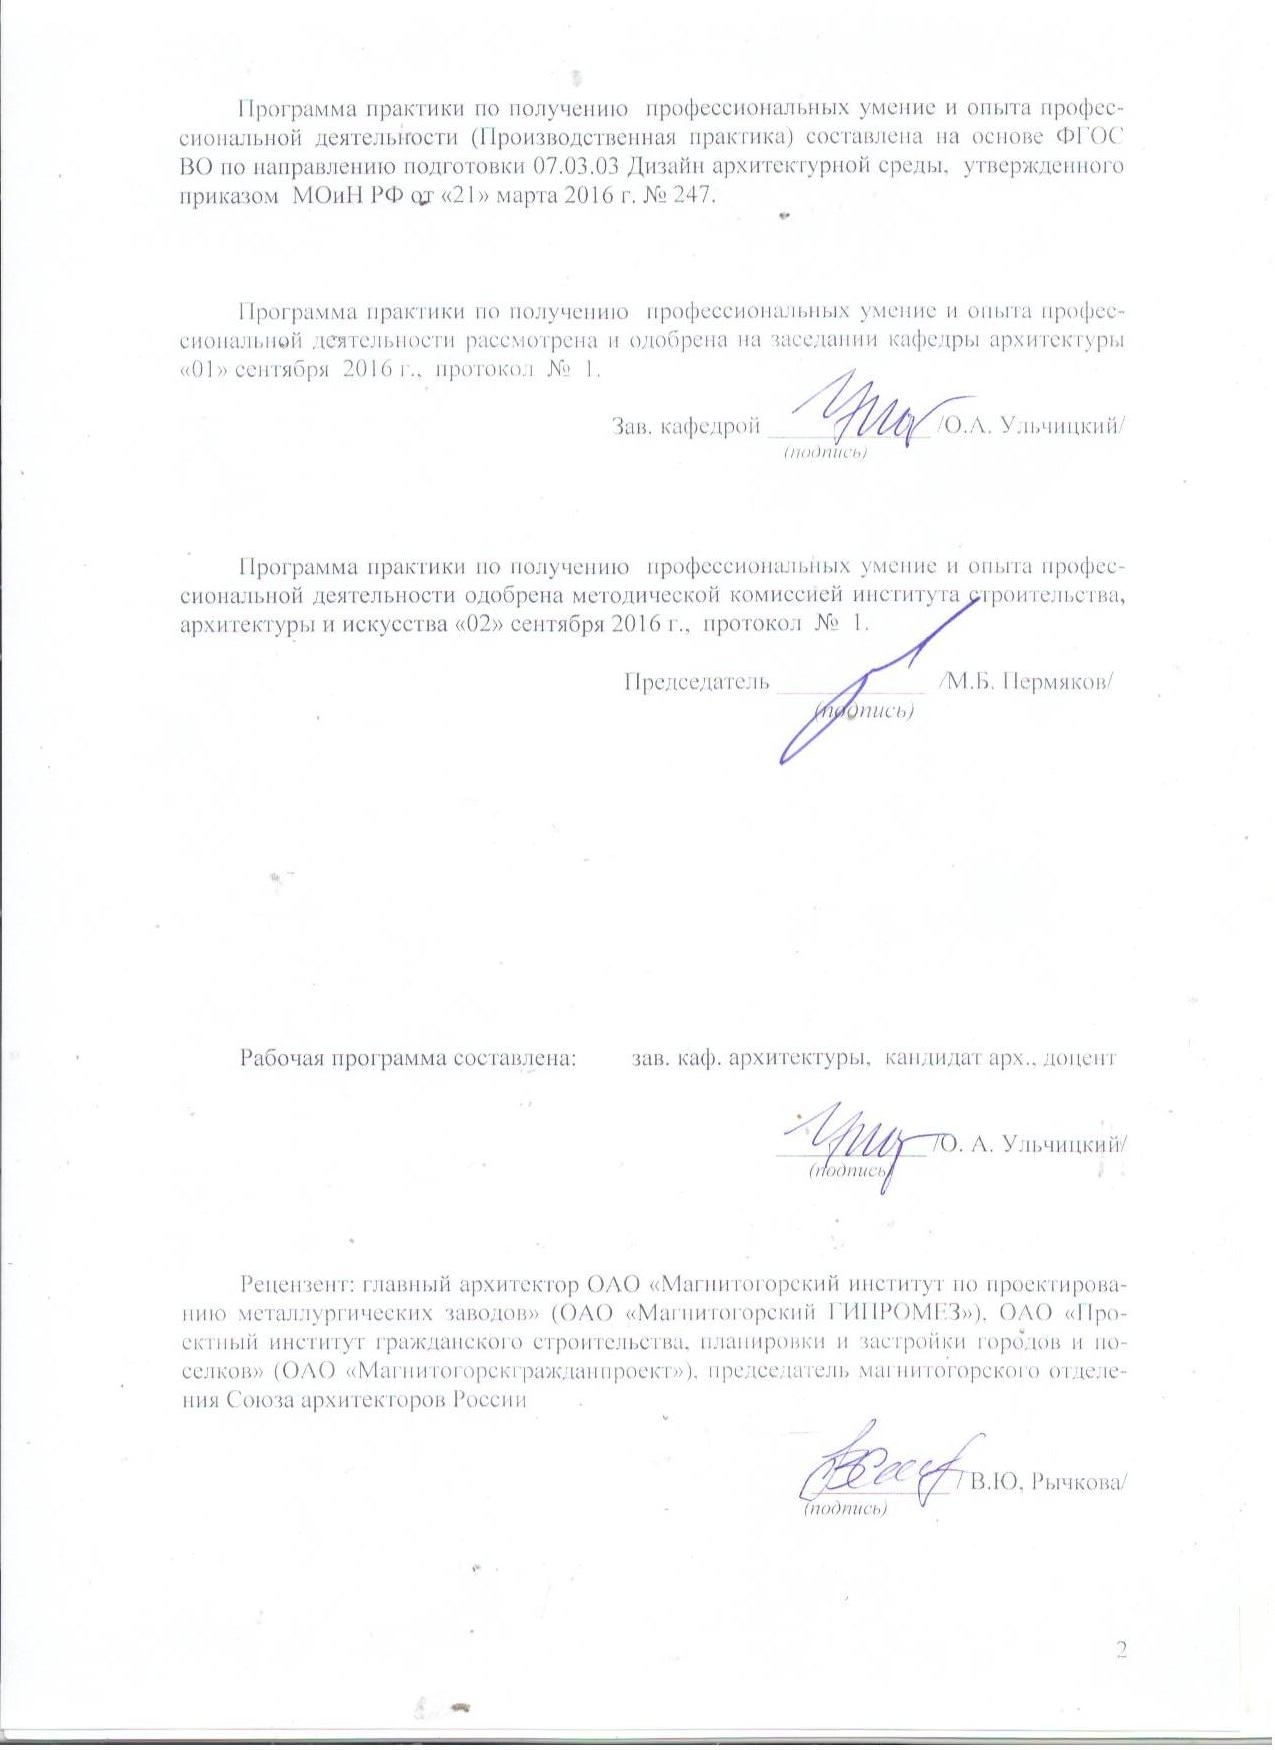 Программа практики по получению профессиональных умение и опыта профес-
сиональной деятельности (Производственная практика) составлена на основе ФГОС
ВО по направлению подготовки 07.03.03 Дизайн архитектурной среды, утвержденного
приказом МОиН РФ от «21» марта 2016 г. № 247.
Программа практики по получению профессиональных умение и опыта профес-
сиональной деятельности рассмотрена и одобрена на заседании кафедры архитектуры
«01» сентября 2016 г., протокол № 1.
Зав. кафедрой ____________ /О.А. Ульчицкий/
(подпись)
Программа практики по получению профессиональных умение и опыта профес-
сиональной деятельности одобрена методической комиссией института строительства,
архитектуры и искусства «02» сентября 2016 г., протокол № 1.
Председатель ____________ /М.Б. Пермяков/
(подпись)
Рабочая программа составлена: зав. каф. архитектуры, кандидат арх., доцент
____________ /О. А. Ульчицкий/
(подпись)
Рецензент: главный архитектор ОАО «Магнитогорский институт по проектирова-
нию металлургических заводов» (ОАО «Магнитогорский ГИПРОМЕЗ»), ОАО «Про-
ектный институт гражданского строительства, планировки и застройки городов и по-
селков» (ОАО «Магнитогорскгражданпроект»), председатель магнитогорского отделе-
ния Союза архитекторов России
____________ / В.Ю. Рычкова/
(подпись)
2